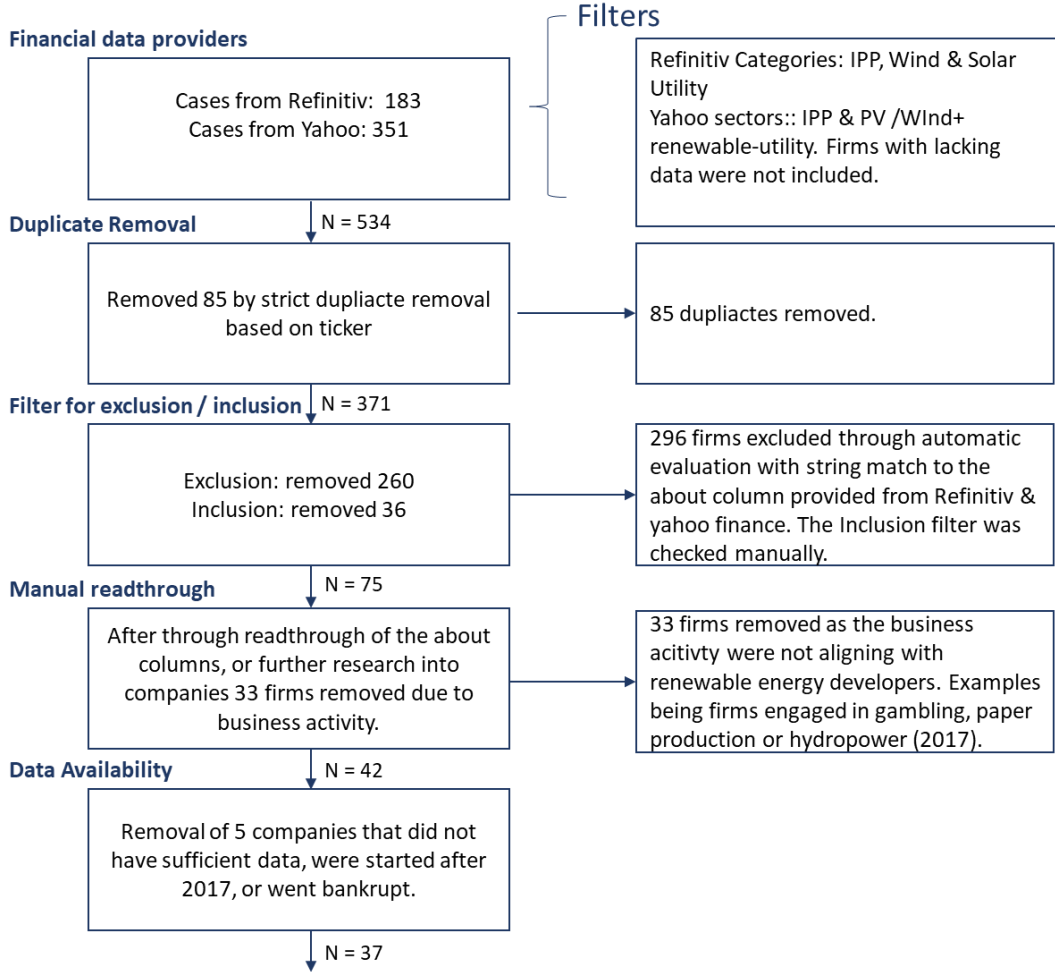 Filters
Financial data providers
Cases from Refinitiv:  183
Cases from Yahoo: 351
Refinitiv Categories: IPP, Wind & Solar
Utility
Yahoo sectors:: IPP & PV /WInd+
renewable-utility. Firms with lacking
data were not included.
N = 534
Duplicate Removal
Removed 85 by strict dupliacte removal
based on ticker
85 dupliactes removed.
N = 371
Filter for exclusion / inclusion
Exclusion: removed 260
Inclusion: removed 36
296 firms excluded through automatic
evaluation with string match to the
about column provided from Refinitiv &
yahoo finance. The Inclusion filter was
checked manually.
N = 75
Manual readthrough
After through readthrough of the about
columns, or further research into
companies 33 firms removed due to
business activity.
33 firms removed as the business
acitivty were not aligning with
renewable energy developers. Examples
being firms engaged in gambling, paper
production or hydropower (2017).
N = 42
Data Availability
Removal of 5 companies that did not
have sufficient data, were started after
2017, or went bankrupt.
N = 37